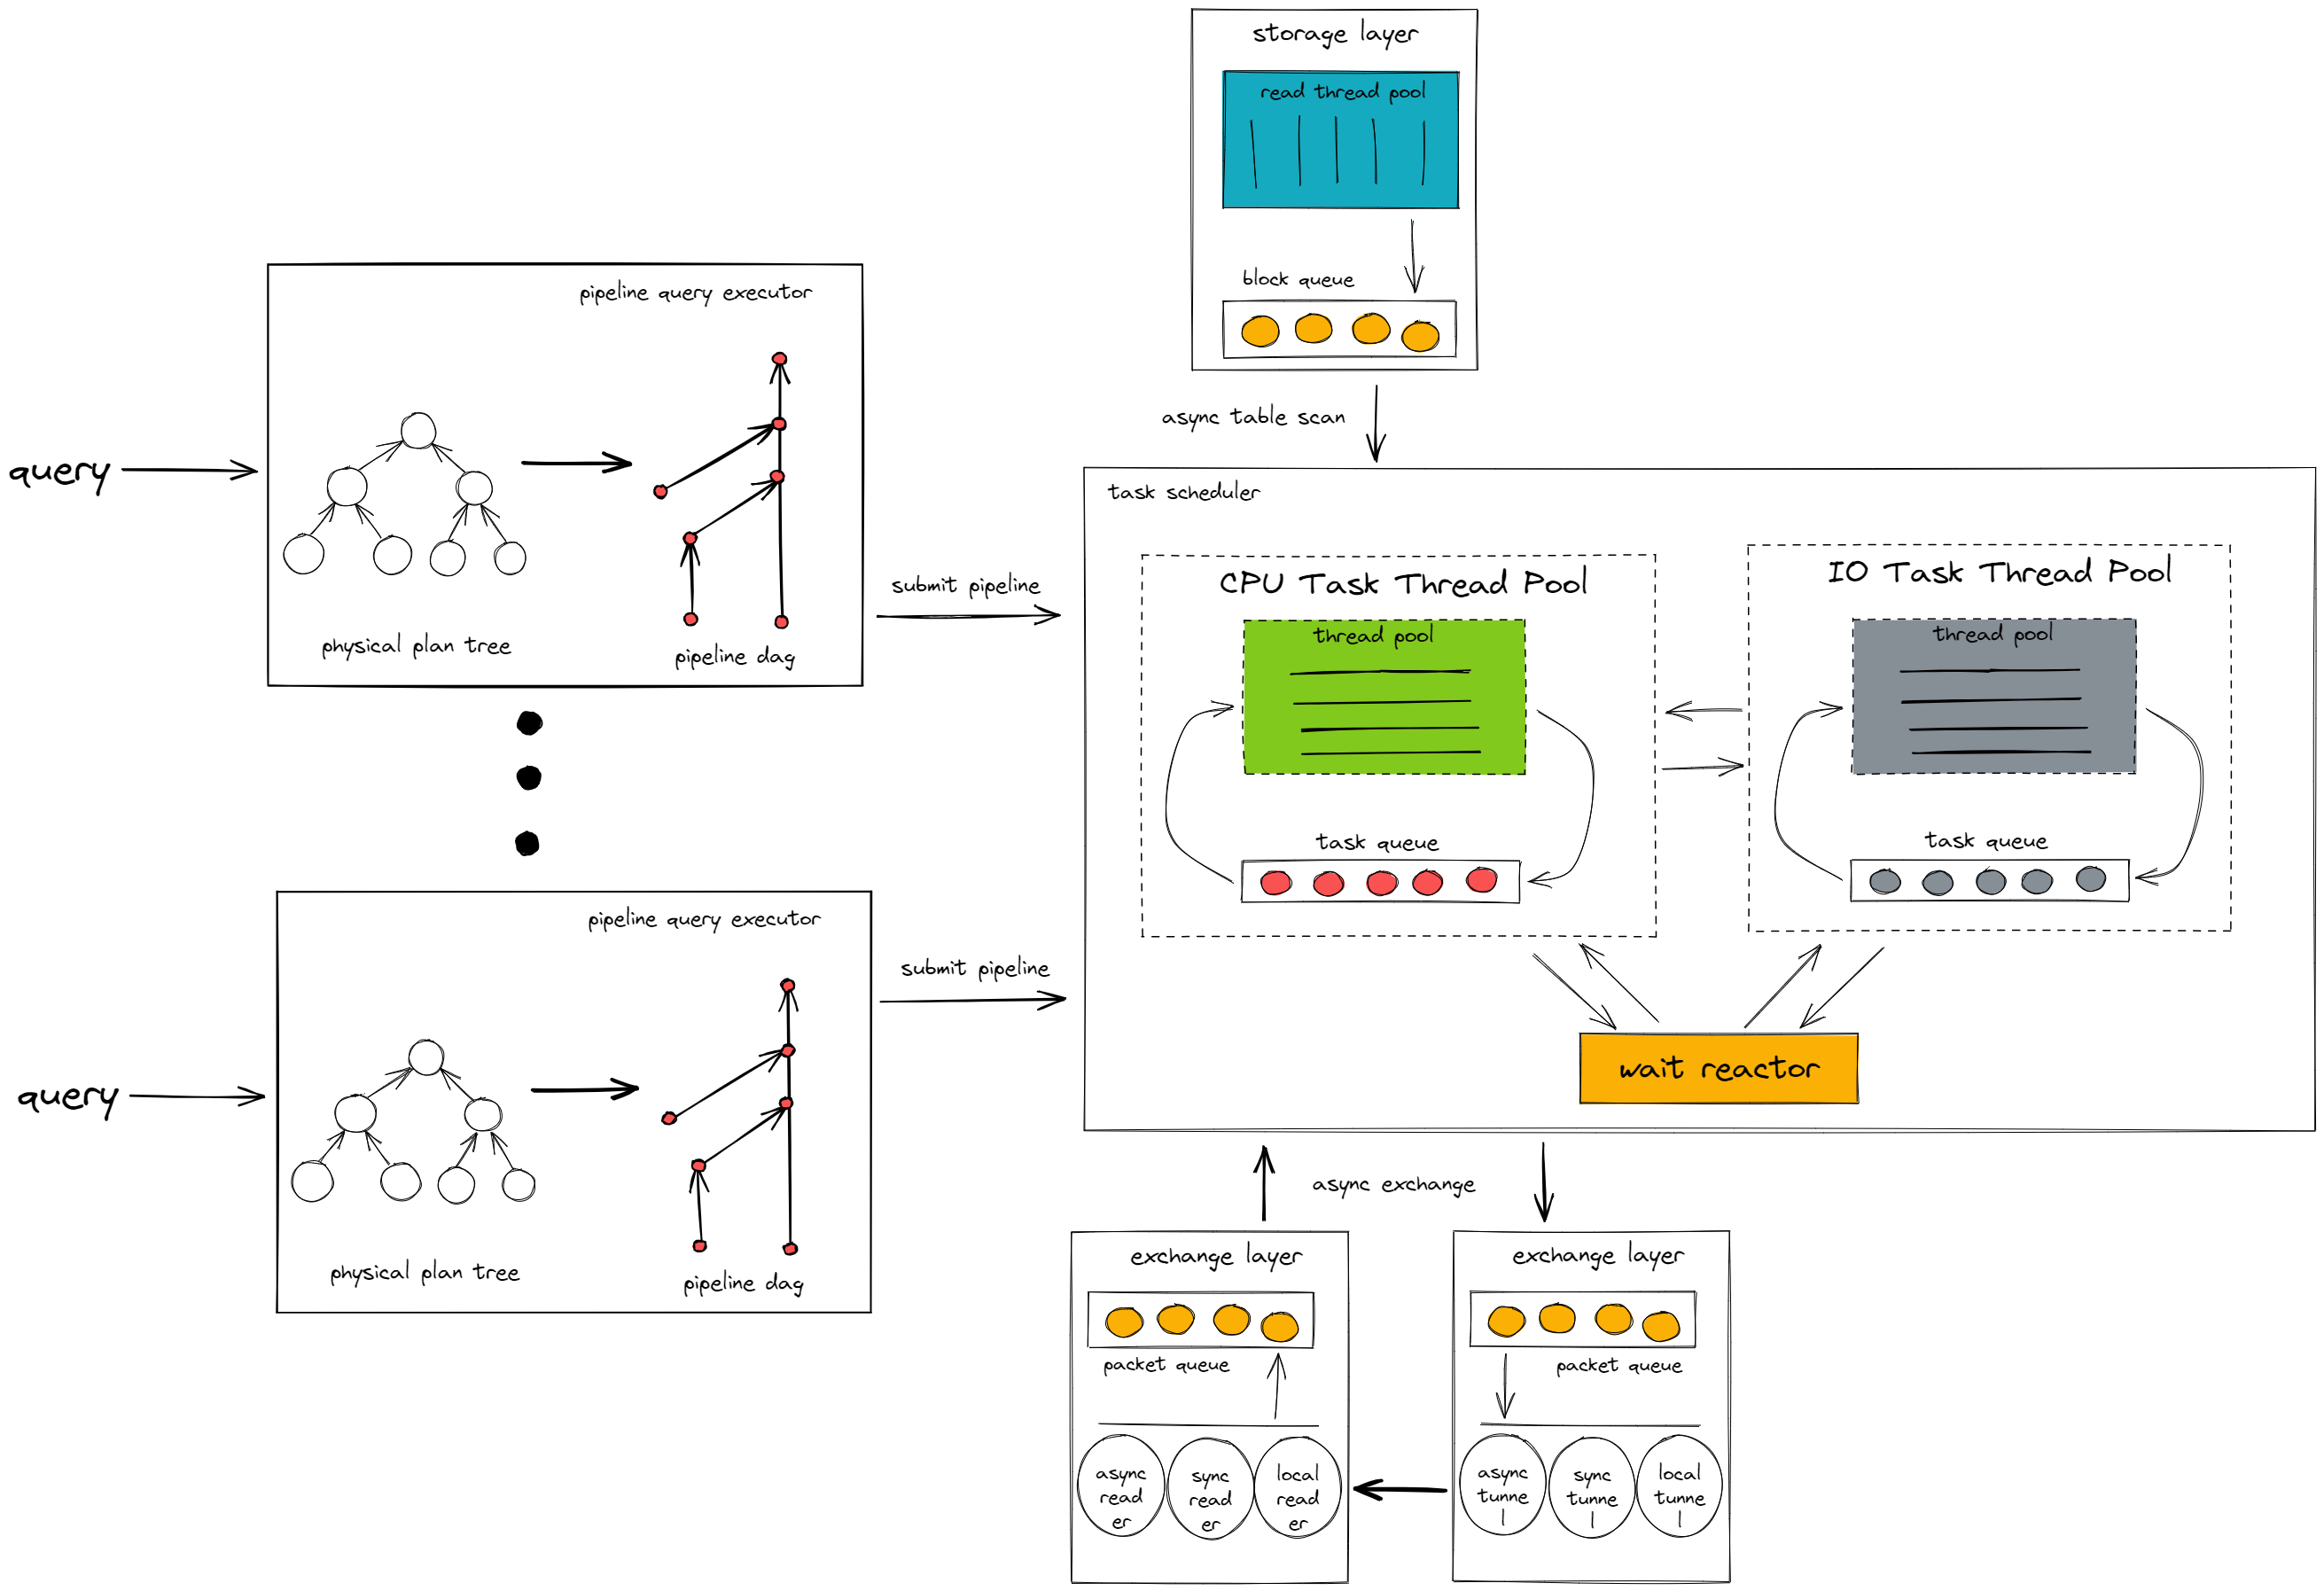 storage layer
read thread pool
block queue
async table scan
query
pipeline query executor
physical plan tree
pipeline dag
submit pipeline
query
pipeline query executor
physical plan tree
pipeline dag
submit pipeline
task scheduler
CPU Task Thread Pool
thread pool
task queue
IO Task Thread Pool
thread pool
task queue
wait reactor
async exchange
exchange layer
packet queue
async
read
er
sync
read
er
local
read
er
exchange layer
packet queue
async
tunne
l
sync
tunne
l
local
tunne
l